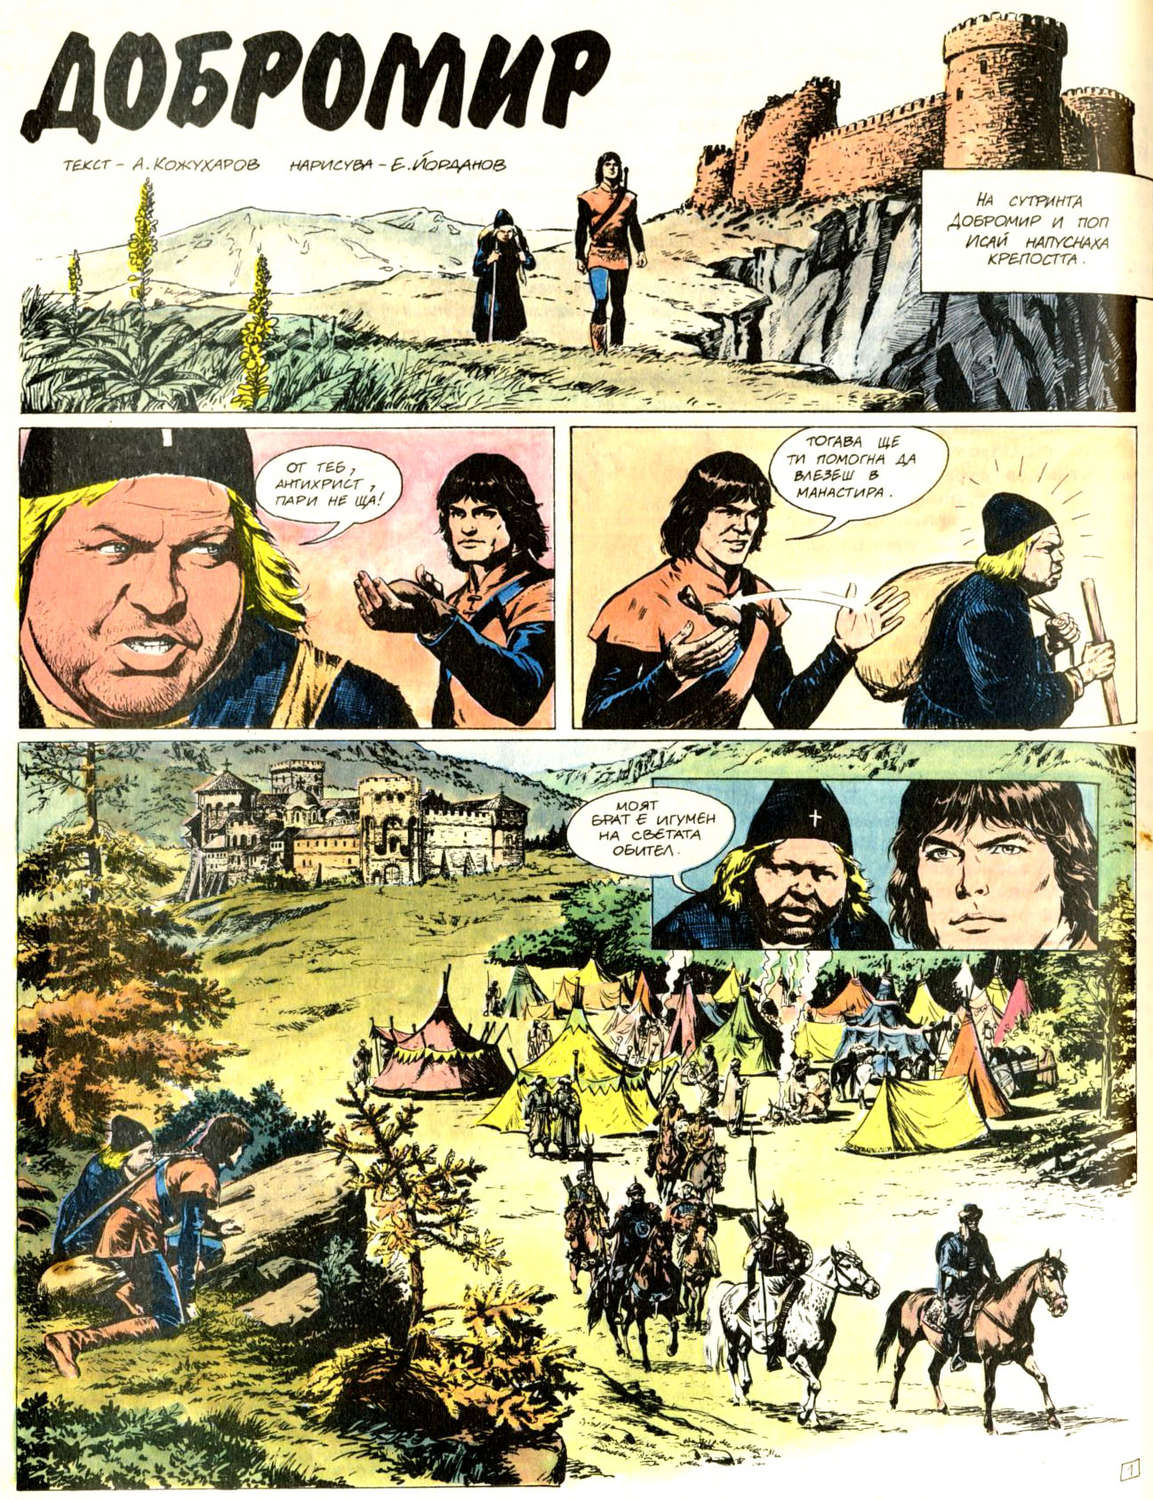 ДОБРОМИР
ТЕКСТ – А. КОЖУХАРОВ НАРИСУВА – Е. ЙОРДАНОВ
НА СУТРИНТА
ДОБРОМИР И ПОП
ИСАЙ НАПУСНАХА
КРЕПОСТТА.
ОТ ТЕБ,
АНТИХРИСТ,
ПАРИ НЕ ЩА!
ТОГАВА ЩЕ
ТИ ПОМОГНА ДА
ВЛЕЗЕШ В
МАНАСТИРА.
МОЯТ
БРАТ Е ИГУМЕН
НА СВЕТАТА
ОБИТЕЛ.
1